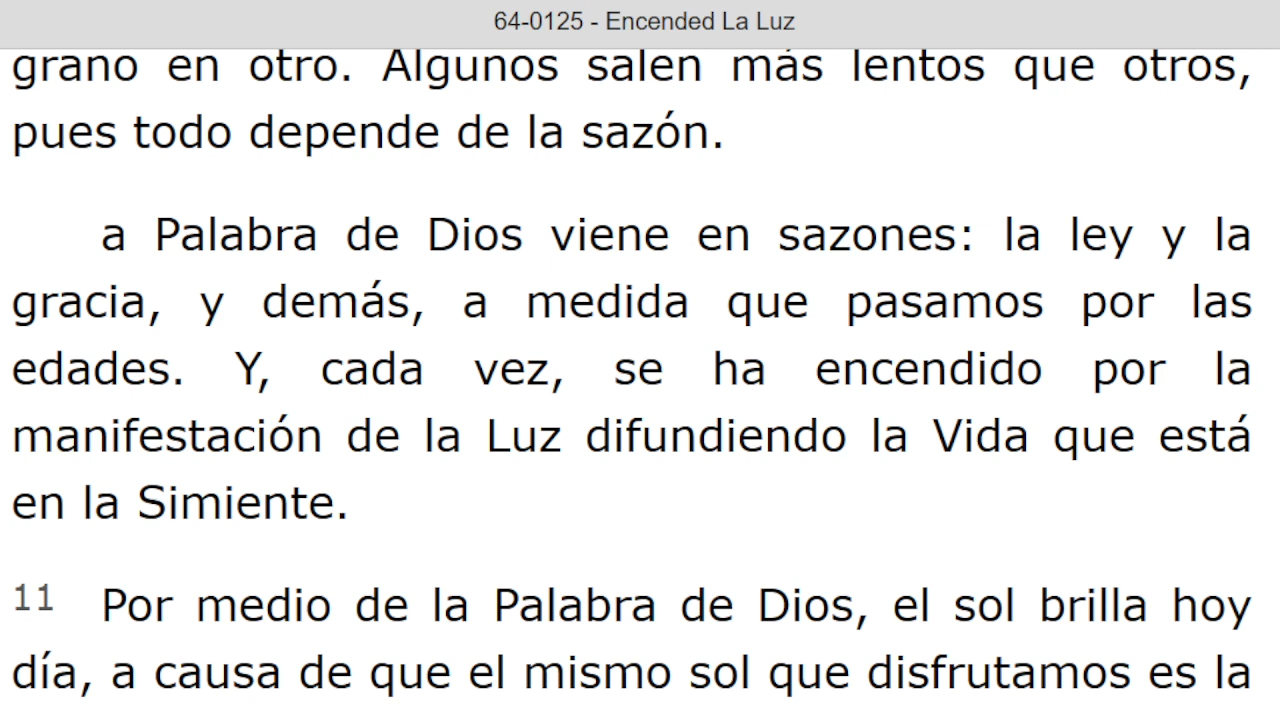 64-0125 - Encended La Luz
grano en otro. Algunos salen más lentos que otros,
pues todo depende de la sazón.
a Palabra de Dios viene en sazones: la ley y la
gracia, y demás, a medida que pasamos por las
edades. Y, cada vez, se ha encendido por la
manifestación de la Luz difundiendo la Vida que está
en la Simiente.
11 Por medio de la Palabra de Dios, el sol brilla hoy
día, a causa de que el mismo sol que disfrutamos es la